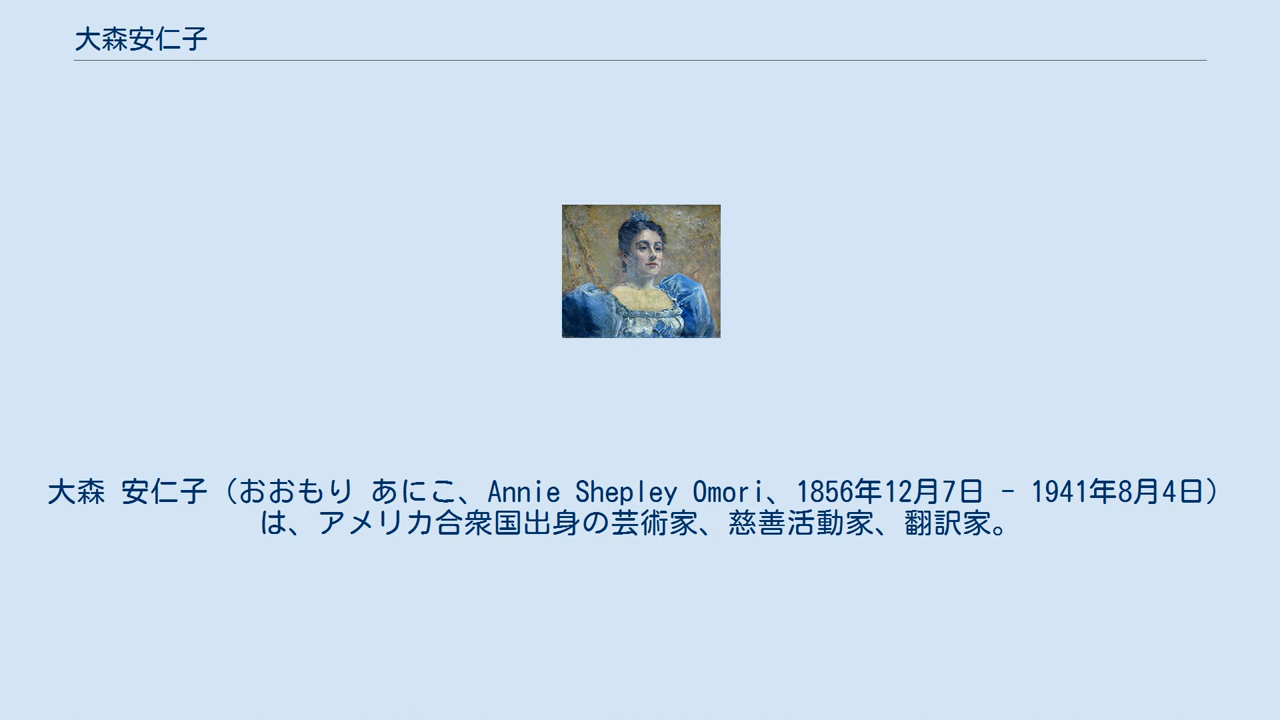 大森安仁子
大森 安仁子（おおもり あにこ、Annie Shepley Omori、1856年12月7日 - 1941年8月4日）
は、アメリカ合衆国出身の芸術家、慈善活動家、翻訳家。